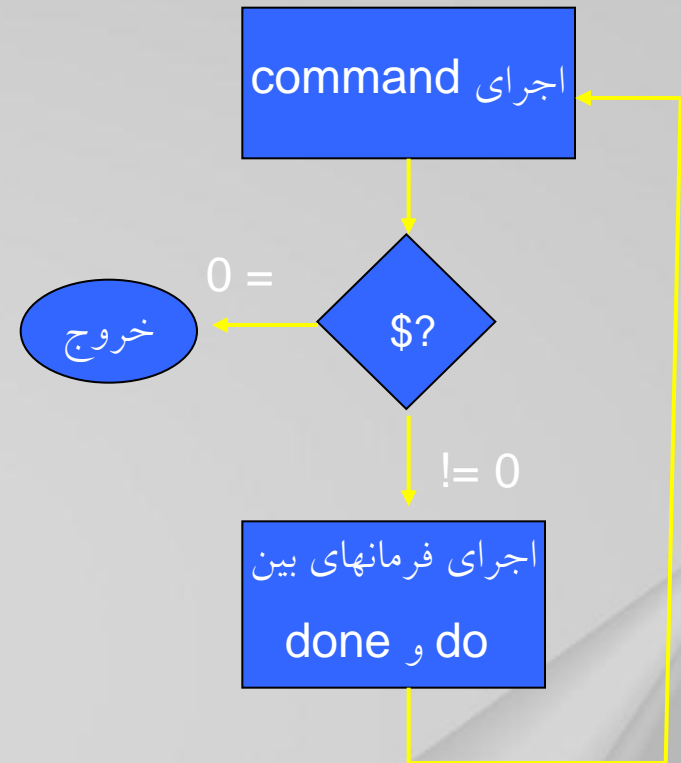 اجرای command
$?
0 =
خروج
!= 0
اجرای فرمانهای بین
do و done